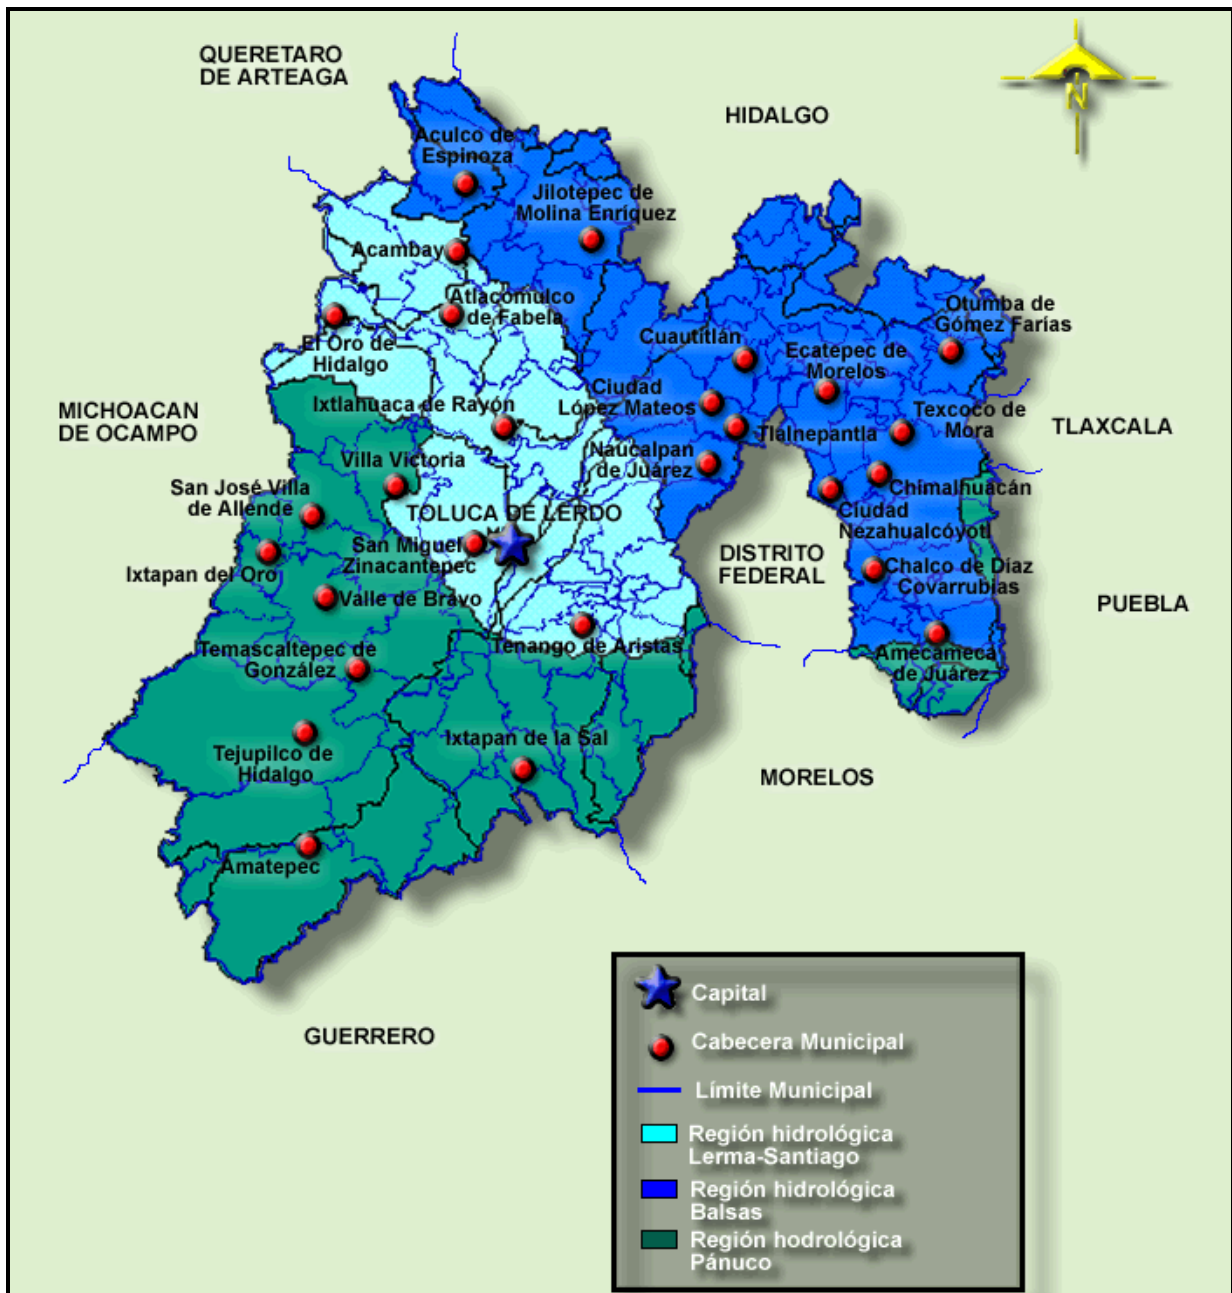 QUERETARO
DE ARTEAGA
HIDALGO
N
Aculco de
Espinoza
Jilotepec de
Molina Enríquez
Acambay
Atlacomulco
de Fabela
El Oro de
Hidalgo
Otumba de
Gómez Farías
Cuautitlán
Ecatepec de
Morelos
Ciudad
López Mateos
MICHOACAN
DE OCAMPO
Ixtlahuaca de Rayón
Texcoco de
Mora
TLAXCALA
Tlalnepantla
Naucalpan
de Juárez
Villa Victoria
San José Villa
de Allende
Chimalhuacán
TOLUCA DE LERDO
Ciudad
Nezahualcóyotl
San Miguel
Zinacantepec
DISTRITO
FEDERAL
Ixtapan del Oro
Chalco de Díaz
Covarrubias
Valle de Bravo
PUEBLA
Temascaltepec de
González
Tenango de Aristas
Amecameca
de Juárez
Ixtapan de la Sal
Tejupilco de
Hidalgo
MORELOS
Amatepec
GUERRERO
Capital
Cabecera Municipal
Límite Municipal
Región hidrológica
Lerma-Santiago
Región hidrológica
Balsas
Región hodrológica
Pánuco